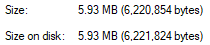 Size: 5.93 MB (6,220,854 bytes)
Size on disk: 5.93 MB (6,221,824 bytes)